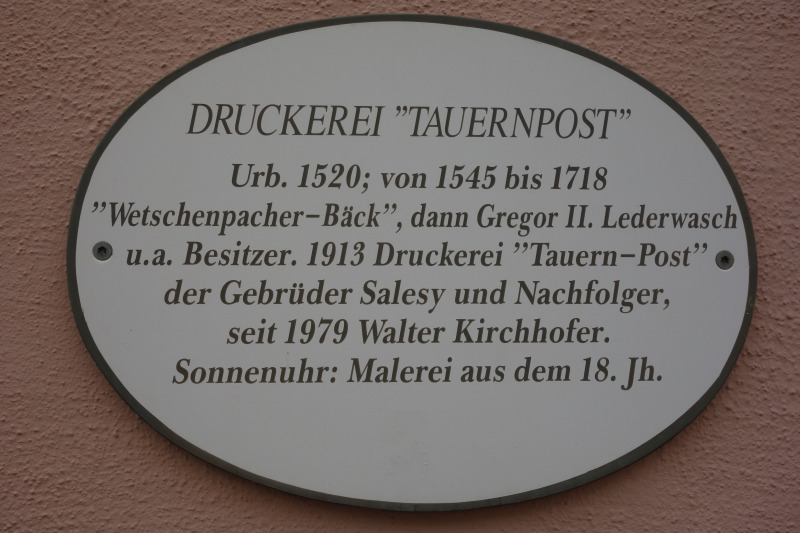 DRUCKEREI "TAUERNPOST"
Urb. 1520; von 1545 bis 1718
"Wetschenpacher-Bäck", dann Gregor II. Lederwasch
u.a. Besitzer. 1913 Druckerei "Tauern-Post"
der Gebrüder Salesy und Nachfolger,
seit 1979 Walter Kirchhofer.
Sonnenuhr: Malerei aus dem 18. Jh.